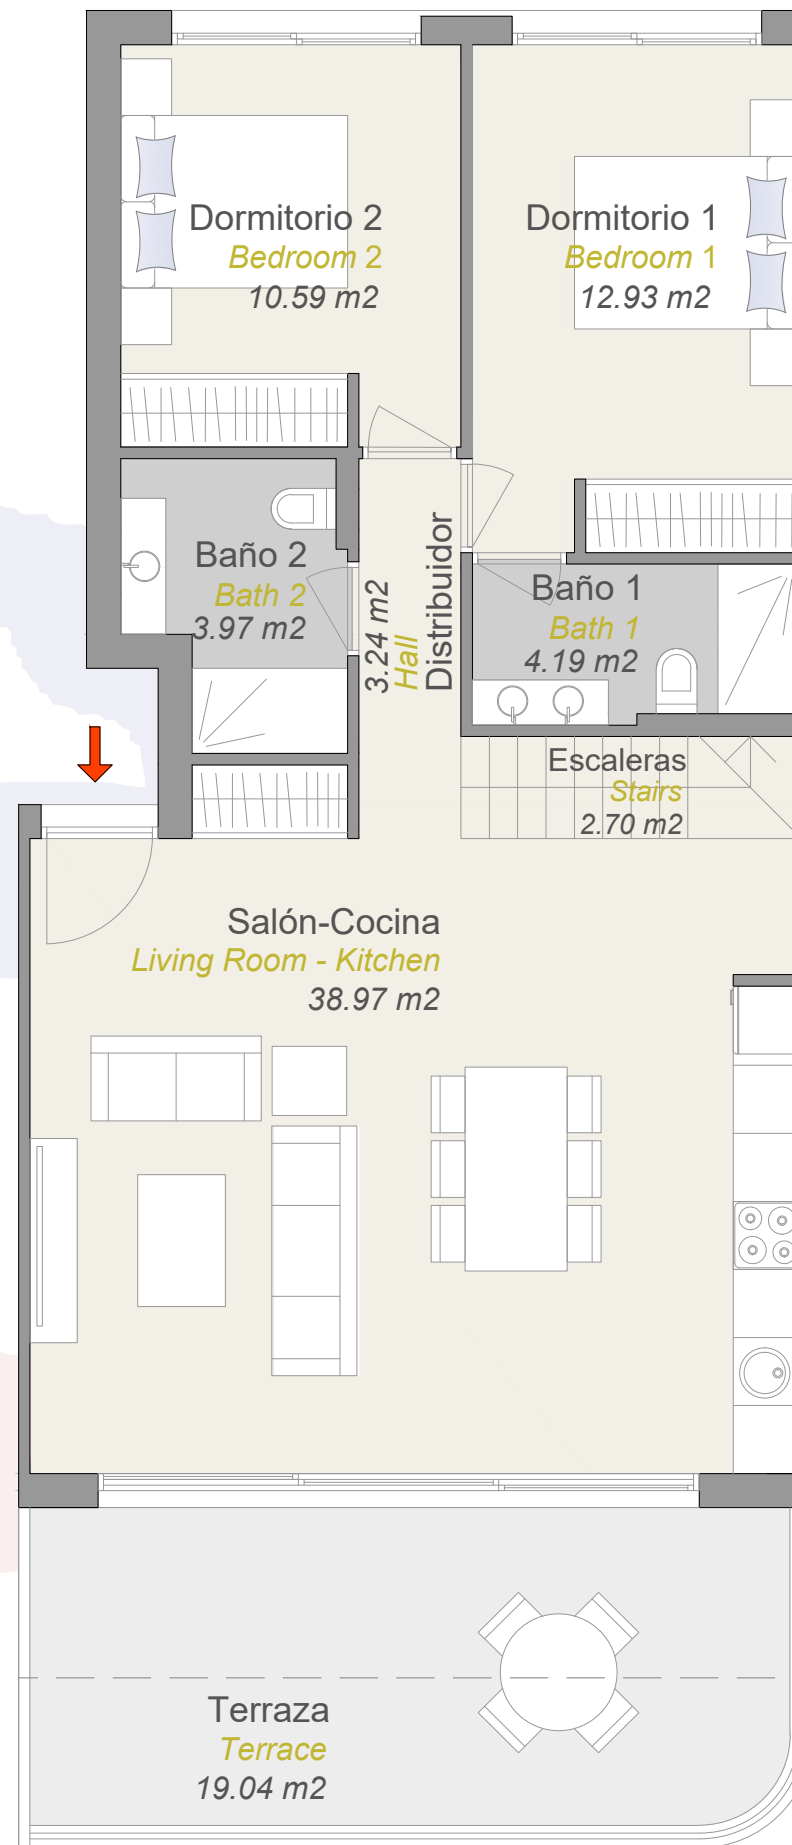 Dormitorio 2
Bedroom 2
10.59 m2
Dormitorio 1
Bedroom 1
12.93 m2
Baño 2
Bath 2
3.97 m2
Distribuidor
Hall
3.24 m2
Baño 1
Bath 1
4.19 m2
Escaleras
Stairs
2.70 m2
Salón-Cocina
Living Room - Kitchen
38.97 m2
Terraza
Terrace
19.04 m2